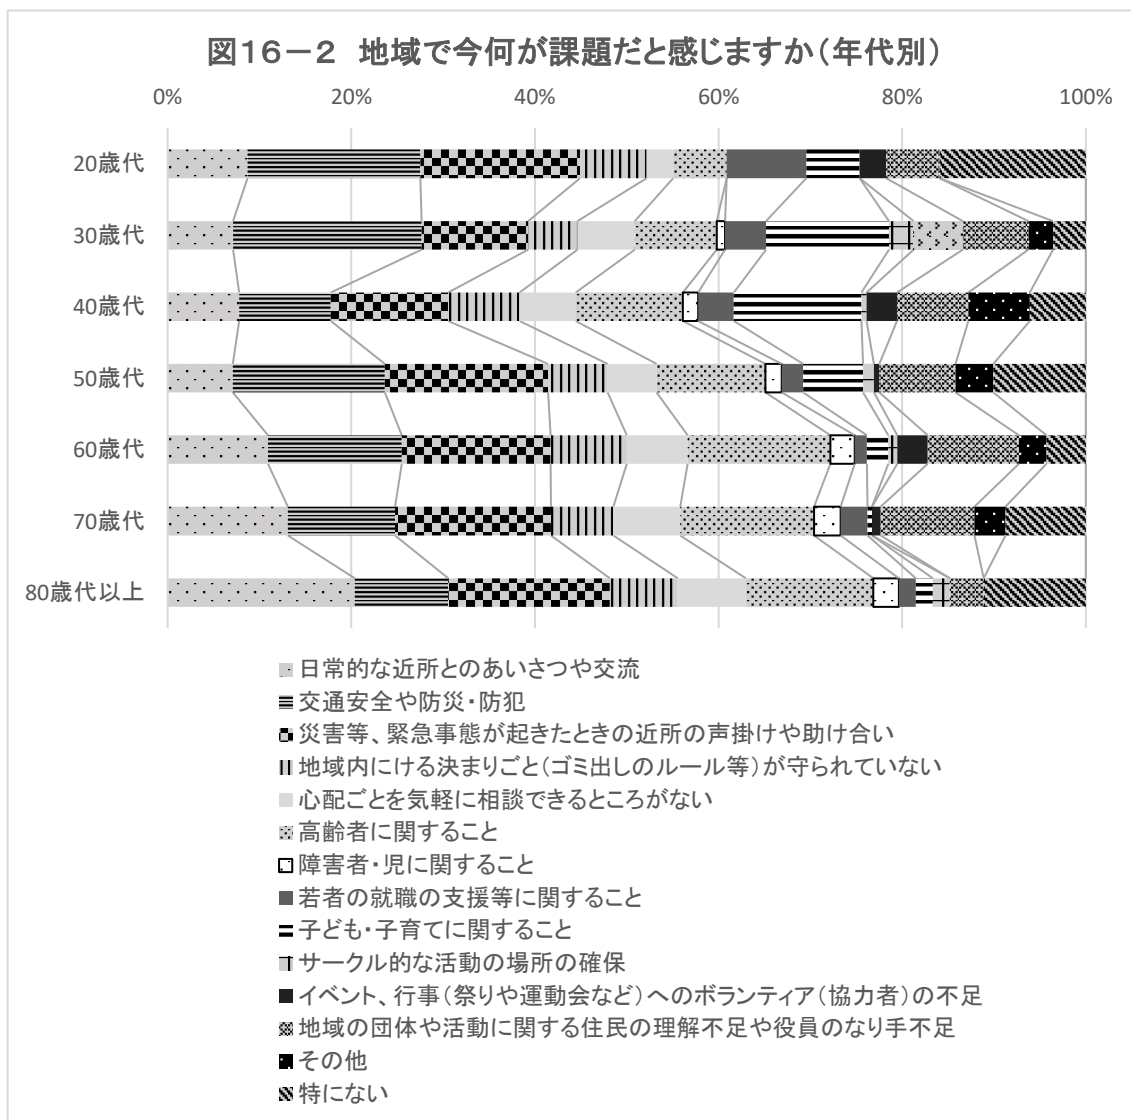 図16－2　地域で今何が課題だと感じますか（年代別）
0%　20%　40%　60%　80%　100%
20歳代
30歳代
40歳代
50歳代
60歳代
70歳代
80歳代以上
日常的な近所とのあいさつや交流
交通安全や防災・防犯
災害等、緊急事態が起きたときの近所の声掛けや助け合い
地域内にける決まりごと（ゴミ出しのルール等）が守られていない
心配ごとを気軽に相談できるところがない
高齢者に関すること
障害者・児に関すること
若者の就職の支援等に関すること
子ども・子育てに関すること
サークル的な活動の場所の確保
イベント、行事（祭りや運動会など）へのボランティア（協力者）の不足
地域の団体や活動に関する住民の理解不足や役員のなり手不足
その他
特にない